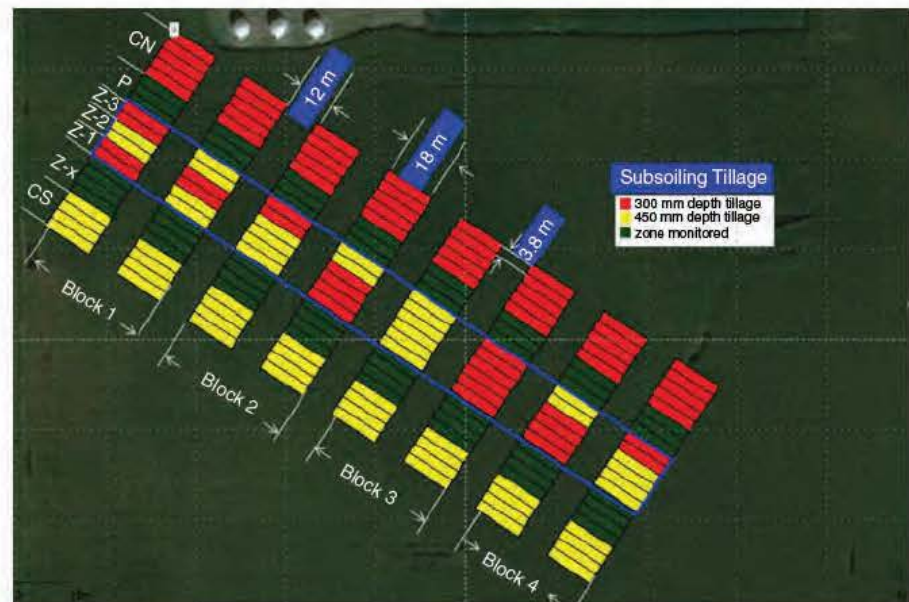 CN
P
Z-3
Z-2
Z-1
Z-x
CS
12 m
18 m
3.8 m
Subsoiling Tillage
300 mm depth tillage
450 mm depth tillage
zone monitored
Block 1
Block 2
Block 3
Block 4